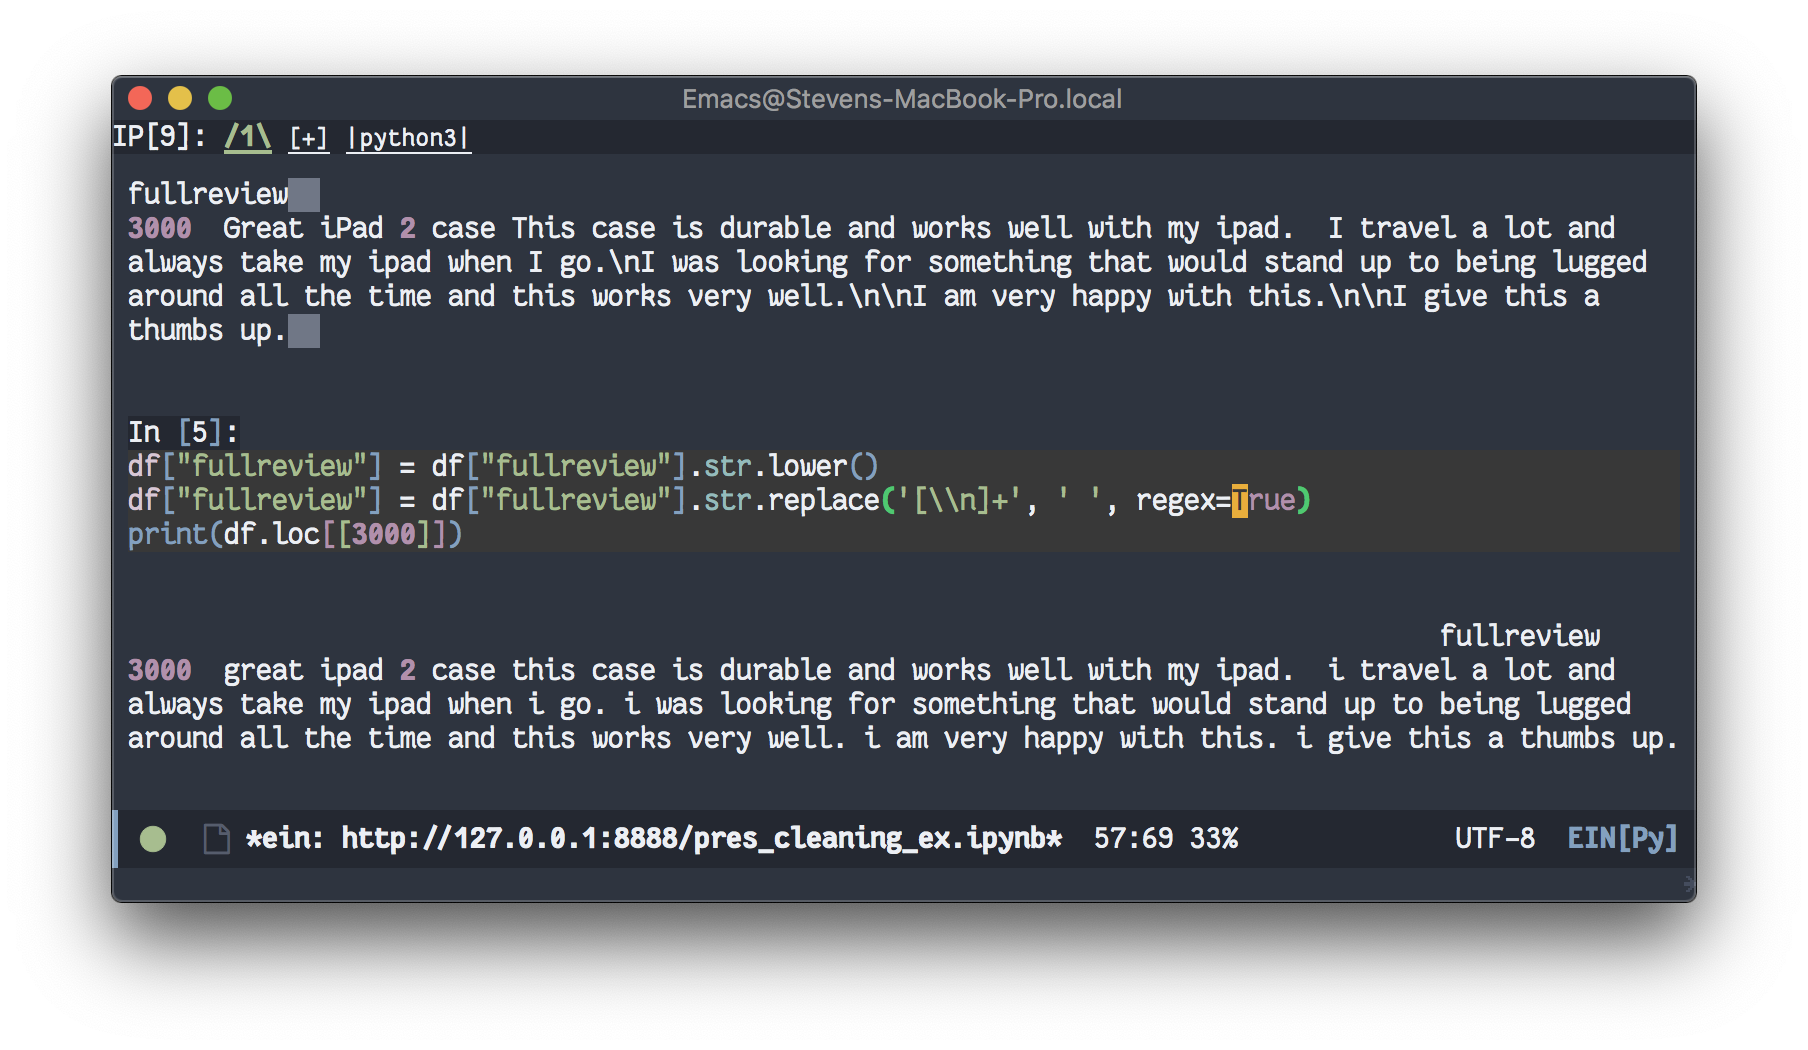 Emacs@Stevens-MacBook-Pro.local
IP[9]: /1\ [+] |python3|
fullreview
3000  Great iPad 2 case This case is durable and works well with my ipad.  I travel a lot and
always take my ipad when I go.\nI was looking for something that would stand up to being lugged
around all the time and this works very well.\n\nI am very happy with this.\n\nI give this a
thumbs up.
In [5]:
df["fullreview"] = df["fullreview"].str.lower()
df["fullreview"] = df["fullreview"].str.replace('[\\n]+', ' ', regex=True)
print(df.loc[[3000]])
fullreview
3000  great ipad 2 case this case is durable and works well with my ipad.  i travel a lot and
always take my ipad when i go. i was looking for something that would stand up to being lugged
around all the time and this works very well. i am very happy with this. i give this a thumbs up.
*ein: http://127.0.0.1:8888/pres_cleaning_ex.ipynb*  57:69 33%  UTF-8  EIN[Py]